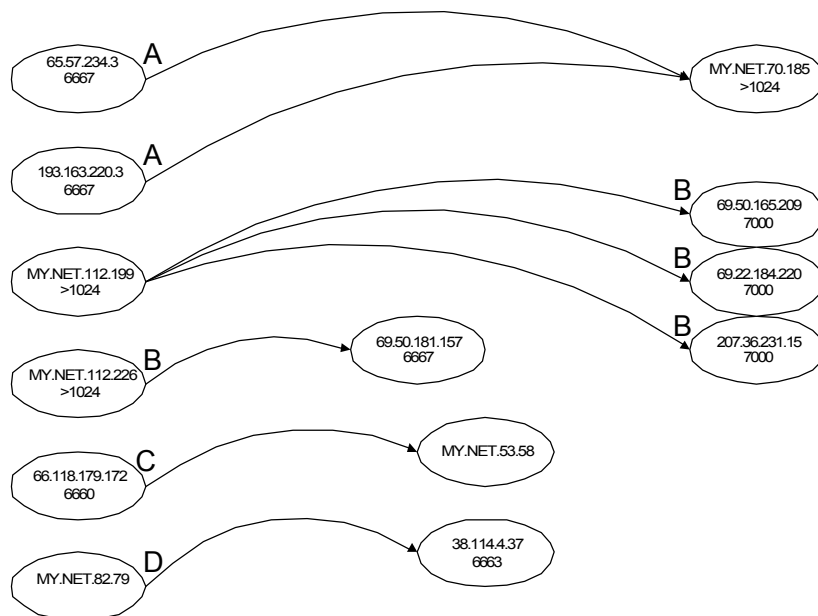 A
65.57.234.3
6667
MY.NET.70.185
>1024
A
193.163.220.3
6667
B
69.50.165.209
7000
MY.NET.112.199
>1024
B
69.22.184.220
7000
B
207.36.231.15
7000
69.50.181.157
6667
B
MY.NET.112.226
>1024
C
66.118.179.172
6660
MY.NET.53.58
D
MY.NET.82.79
38.114.4.37
6663